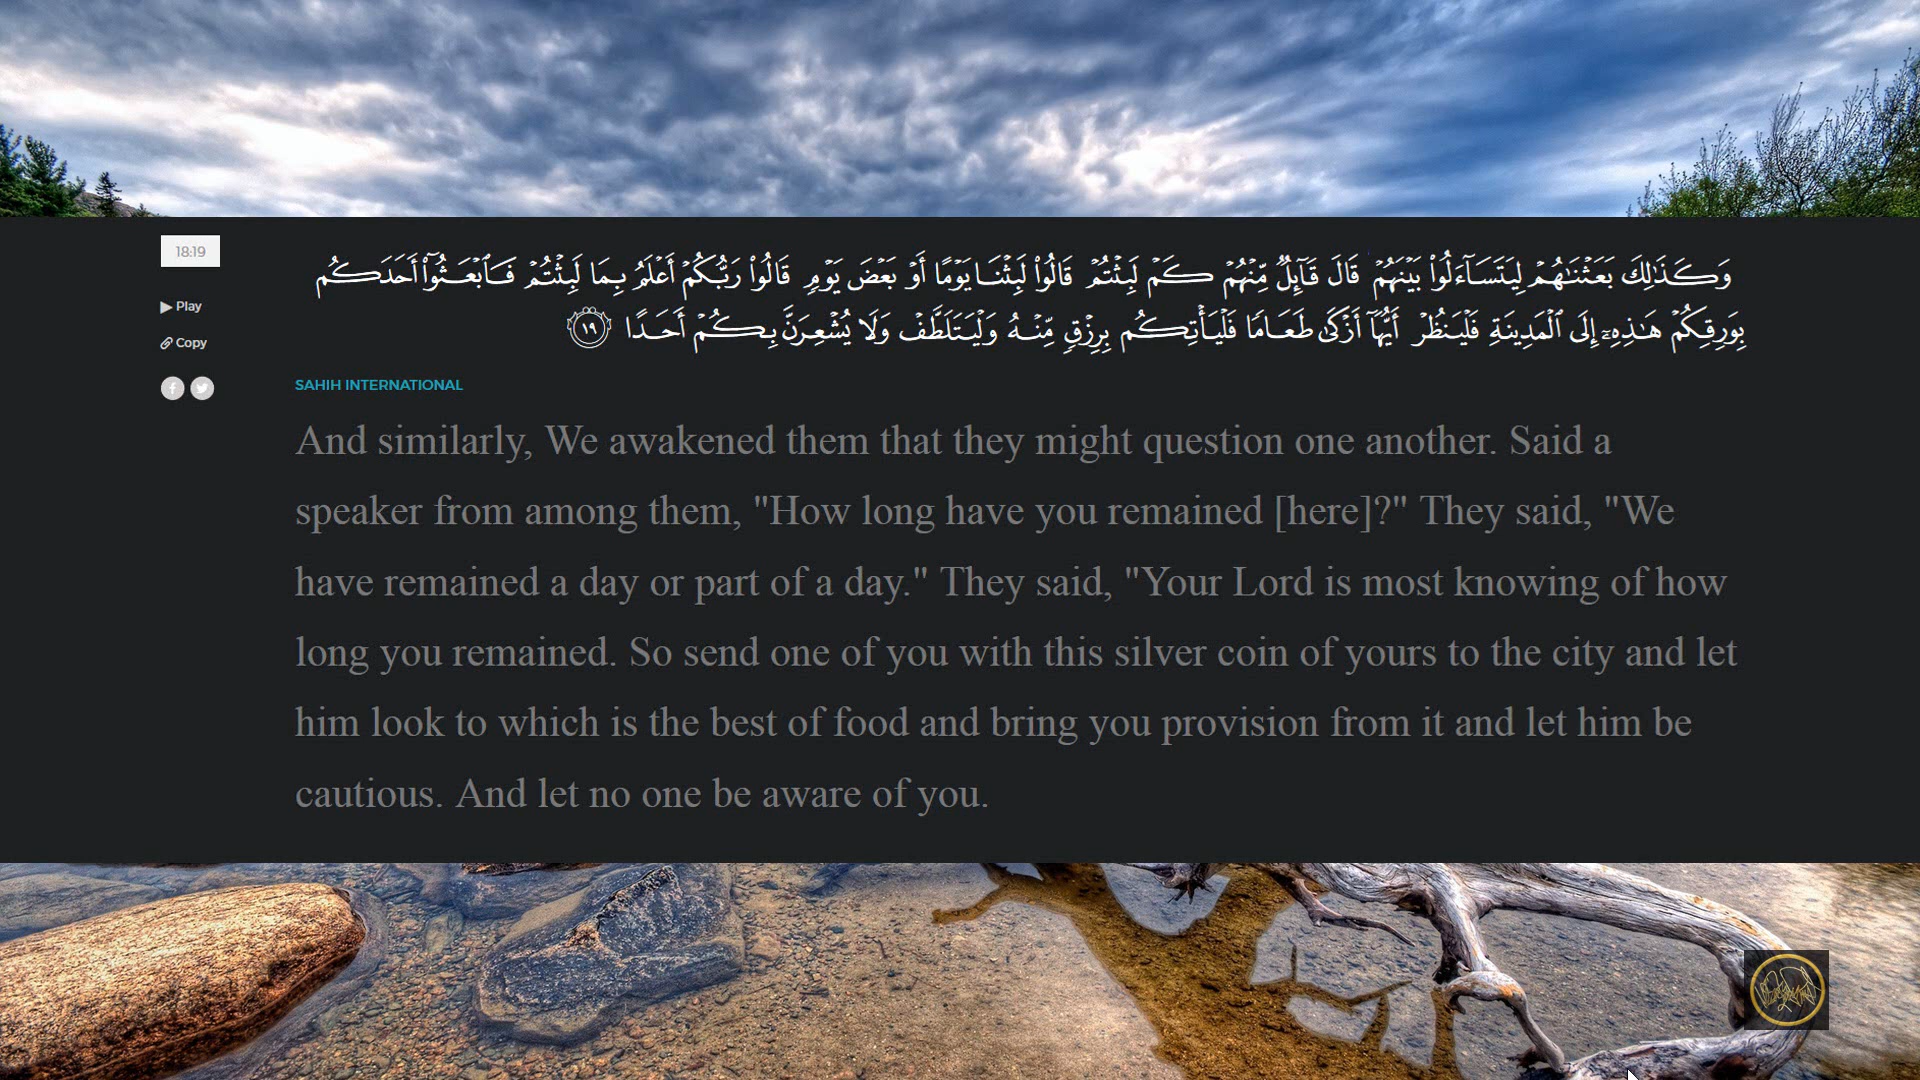 18:19
وَكَذَٰلِكَ بَعَثْنَٰهُمْ لِيَتَسَآءَلُوا۟ بَيْنَهُمْ ۚ قَالَ قَآئِلٌ مِّنْهُمْ كَمْ لَبِثْتُمْ ۖ قَالُوا۟ لَبِثْنَا يَوْمًا أَوْ بَعْضَ يَوْمٍ ۚ قَالُوا۟ رَبُّكُمْ أَعْلَمُ بِمَا لَبِثْتُمْ فَٱبْعَثُوٓا۟ أَحَدَكُم
بِوَرِقِكُمْ هَٰذِهِۦٓ إِلَى ٱلْمَدِينَةِ فَلْيَنظُرْ أَيُّهَآ أَزْكَىٰ طَعَامًا فَلْيَأْتِكُم بِرِزْقٍ مِّنْهُ وَلْيَتَلَطَّفْ وَلَا يُشْعِرَنَّ بِكُمْ أَحَدًا ١٩
Play
Copy
SAHIH INTERNATIONAL
And similarly, We awakened them that they might question one another. Said a
speaker from among them, "How long have you remained [here]?" They said, "We
have remained a day or part of a day." They said, "Your Lord is most knowing of how
long you remained. So send one of you with this silver coin of yours to the city and let
him look to which is the best of food and bring you provision from it and let him be
cautious. And let no one be aware of you.